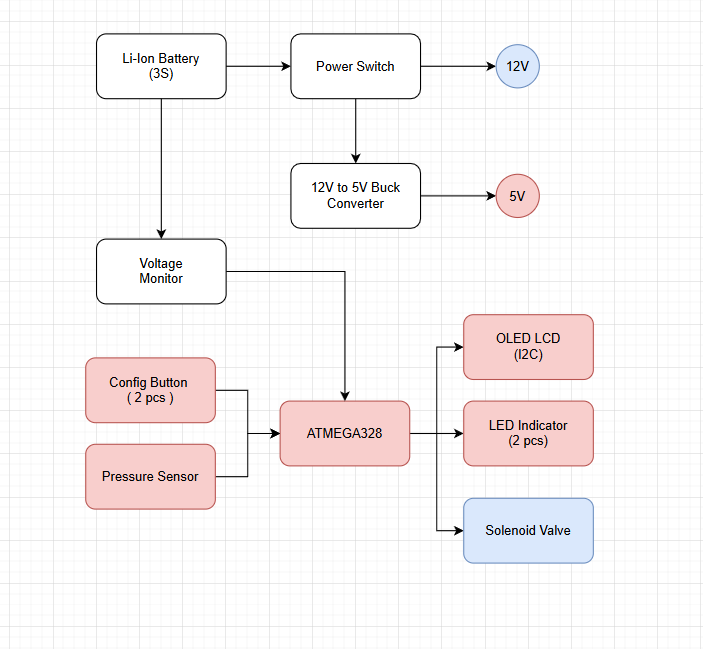 Li-Ion Battery
(3S)
Power Switch
12V
12V to 5V Buck
Converter
5V
Voltage
Monitor
OLED LCD
(I2C)
Config Button
( 2 pcs )
ATMEGA328
LED Indicator
(2 pcs)
Pressure Sensor
Solenoid Valve